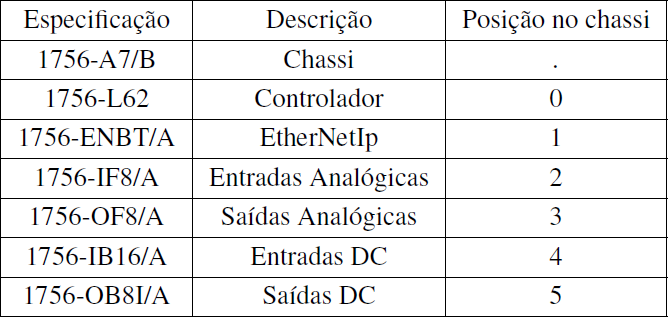 Especificação Descrição Posição no chassi
1756-A7/B Chassi .
1756-L62 Controlador 0
1756-ENBT/A EtherNetIp 1
1756-IF8/A Entradas Analógicas 2
1756-OF8/A Saídas Analógicas 3
1756-IB16/A Entradas DC 4
1756-OB8I/A Saídas DC 5